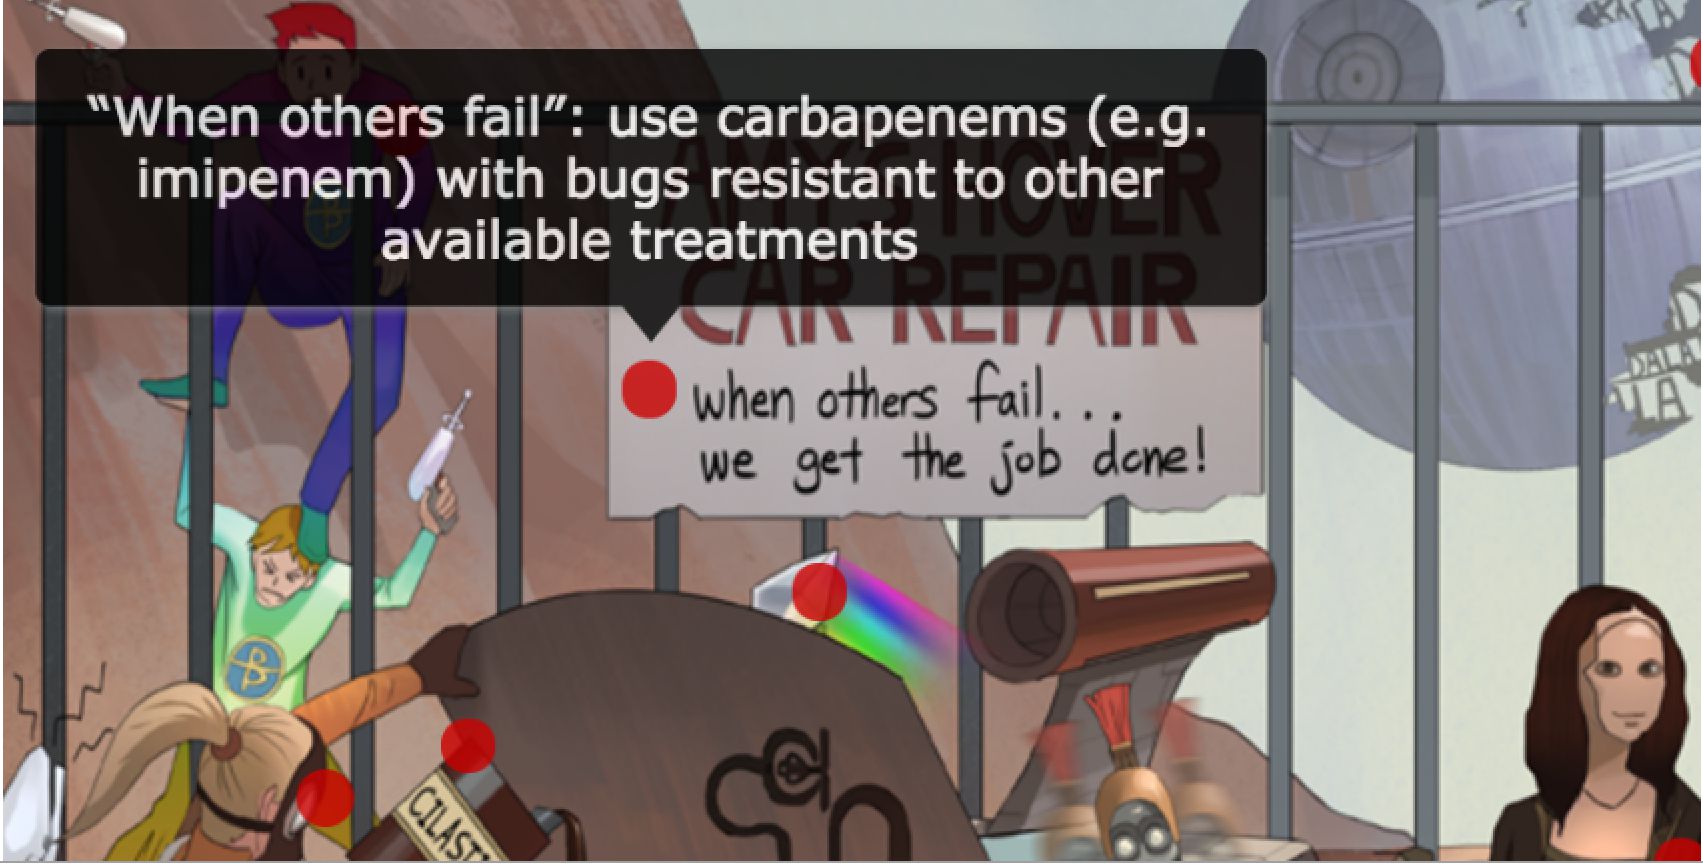 “When others fail”: use carbapenems (e.g.
imipenem) with bugs resistant to other
available treatments
AMY'S HOVER
CAR REPAIR
when others fail...
we get the job done!